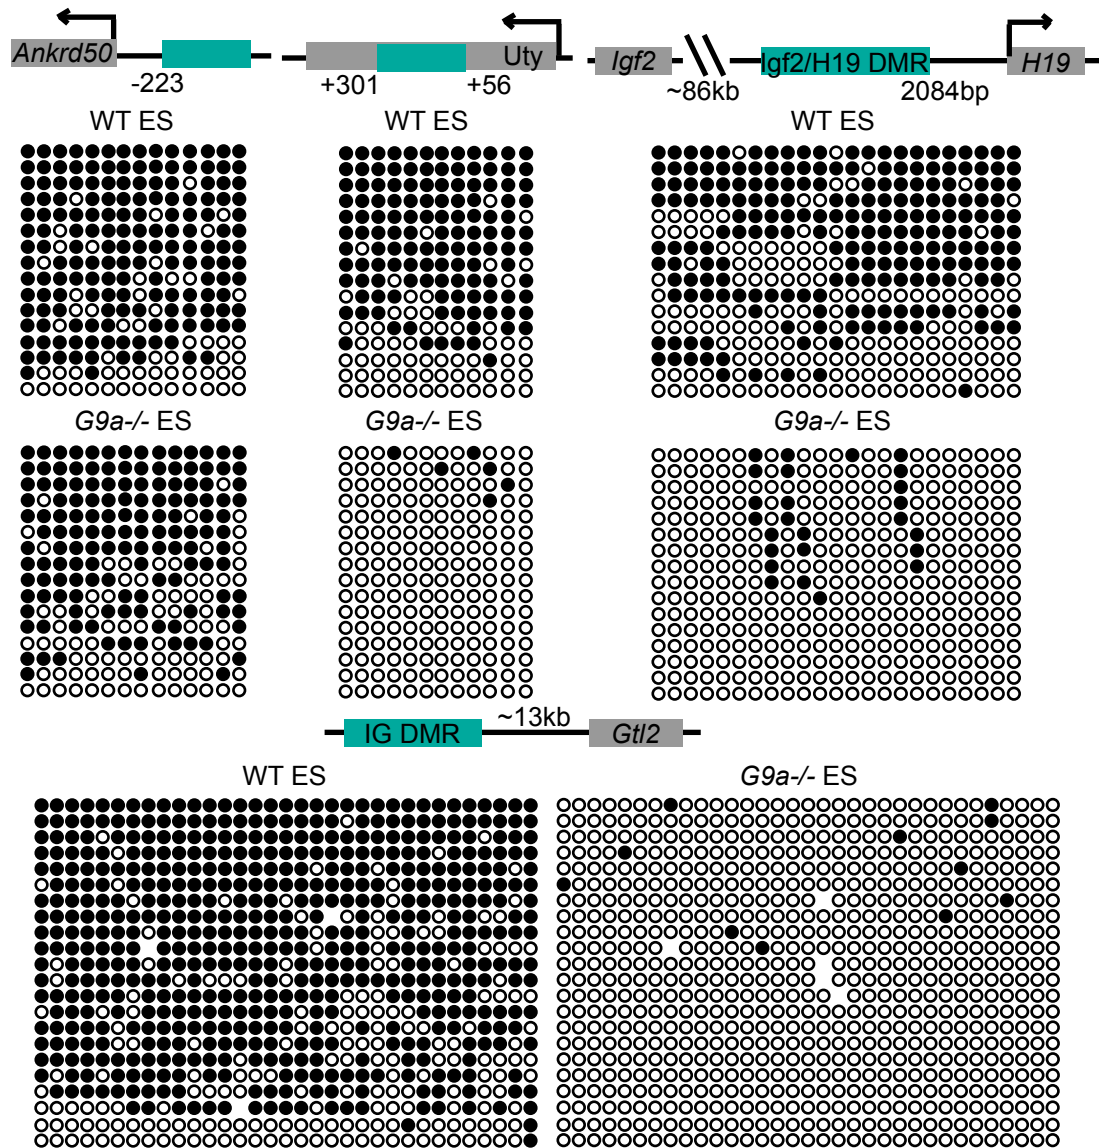 Ankrd50
-223
Uty
+301
+56
Igf2
~86kb
Igf2/H19 DMR
2084bp
H19
WT ES
WT ES
WT ES
G9a-/- ES
G9a-/- ES
G9a-/- ES
IG DMR
~13kb
Gtl2
WT ES
G9a-/- ES